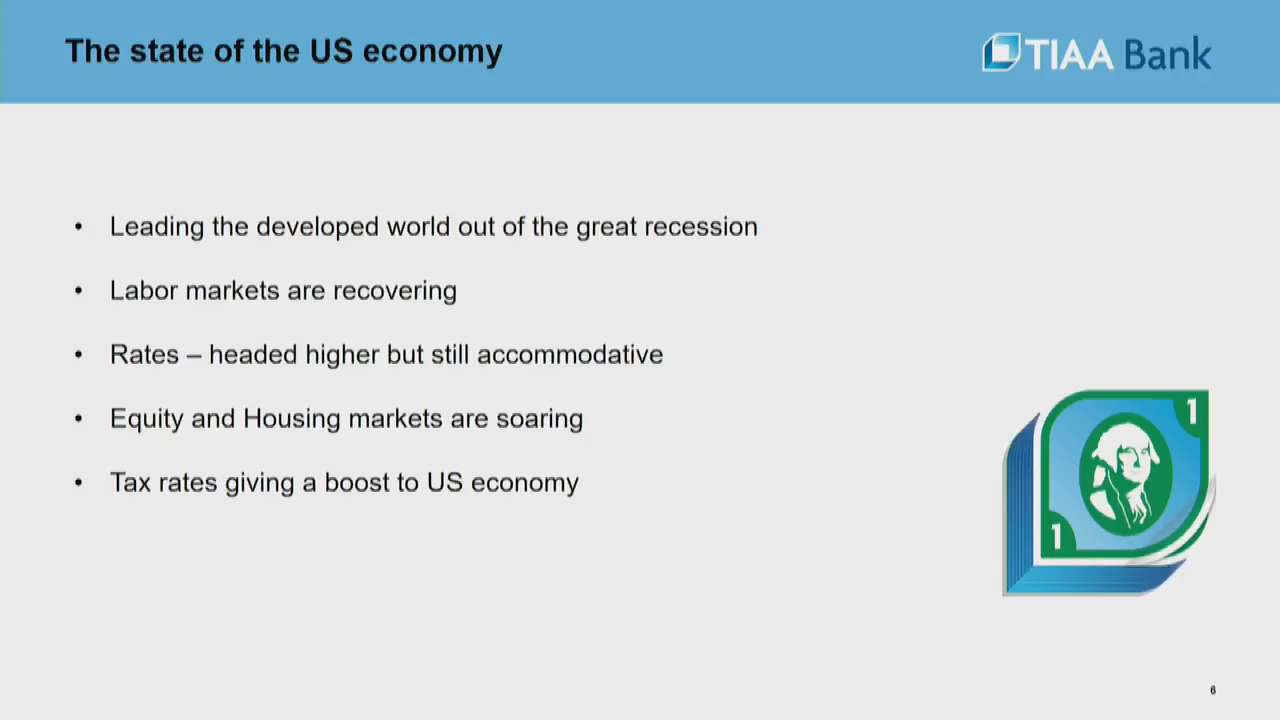 The state of the US economy
TIAA Bank
• Leading the developed world out of the great recession
• Labor markets are recovering
• Rates – headed higher but still accommodative
• Equity and Housing markets are soaring
• Tax rates giving a boost to US economy
1
1
6